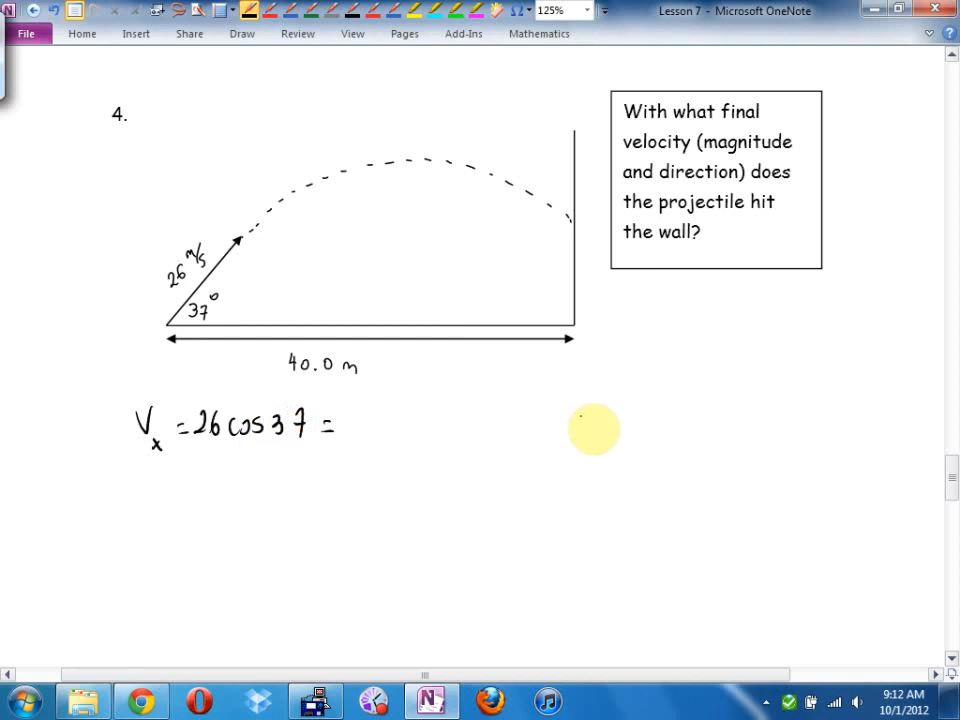 125%
Lesson 7 - Microsoft OneNote
File Home Insert Share Draw Review View Pages Add-Ins Mathematics
4.
With what final
velocity (magnitude
and direction) does
the projectile hit
the wall?
26 m/s
37°
40.0 m
Vx = 26 cos 37 =
9:12 AM
10/1/2012